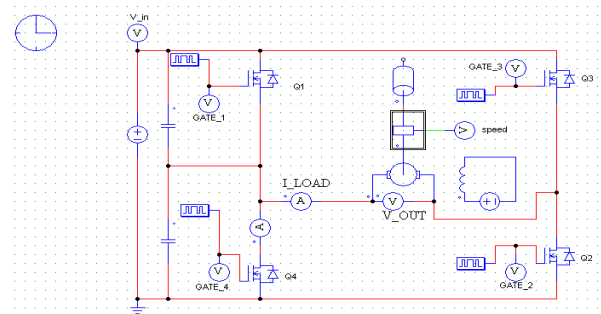 V_in
V
GATE_3
V
Q1
Q3
V
GATE_1
V
speed
I_LOAD
A
V
V_OUT
A
V
GATE_4
Q4
V
GATE_2
Q2